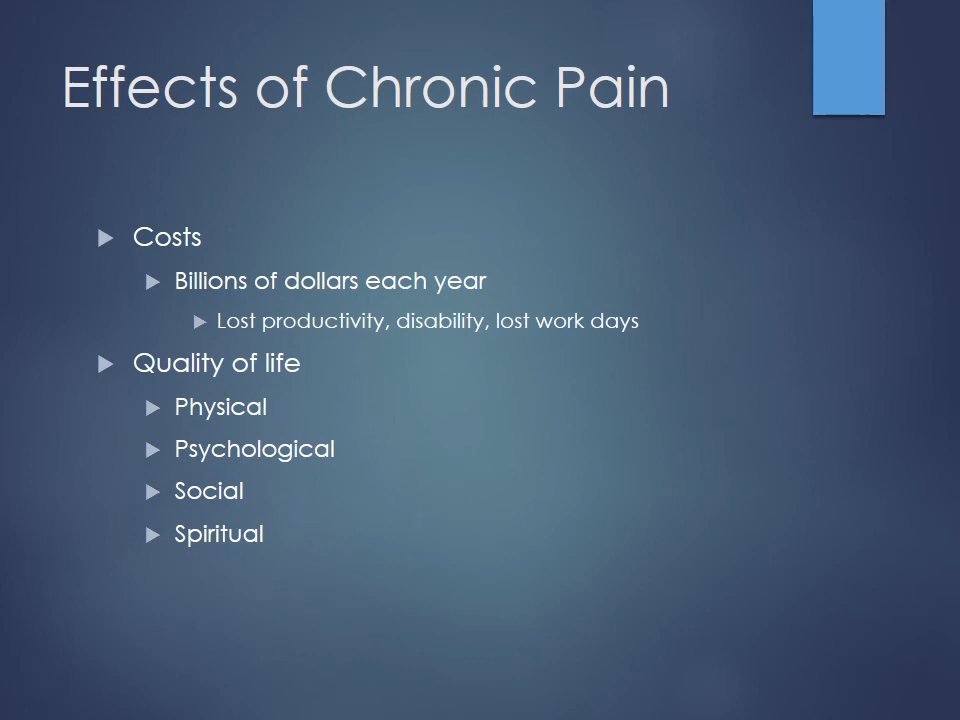 Effects of Chronic Pain
Costs
Billions of dollars each year
Lost productivity, disability, lost work days
Quality of life
Physical
Psychological
Social
Spiritual